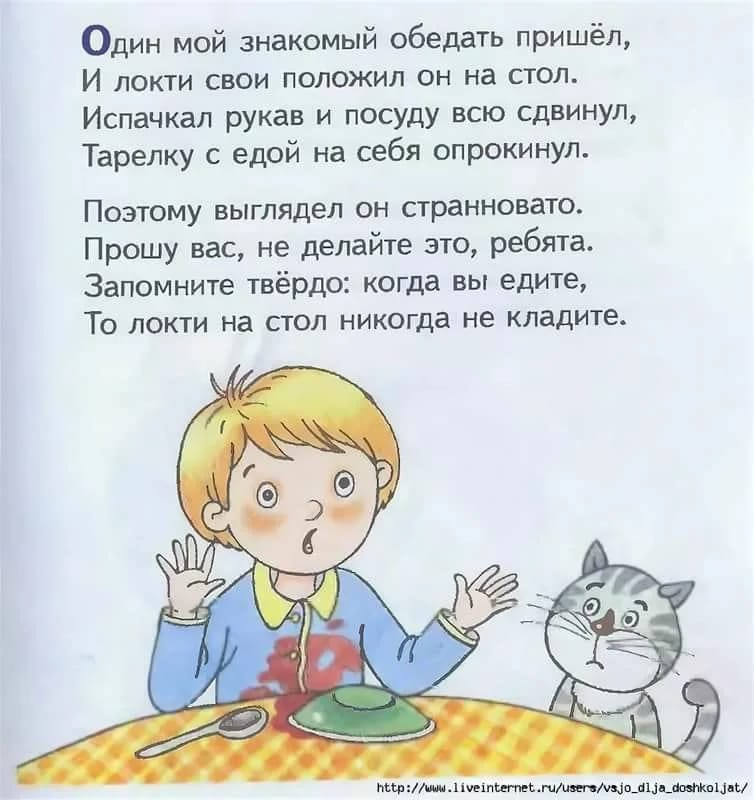 Один мой знакомый обедать пришёл,
И локти свои положил он на стол.
Испачкал рукав и посуду всю сдвинул,
Тарелку с едой на себя опрокинул.
Поэтому выглядел он странновато.
Прошу вас, не делайте это, ребята.
Запомните твёрдо: когда вы едите,
То локти на стол никогда не кладите.
http://www.liveinternet.ru/users/vsjo_dlja_doshkoljat/